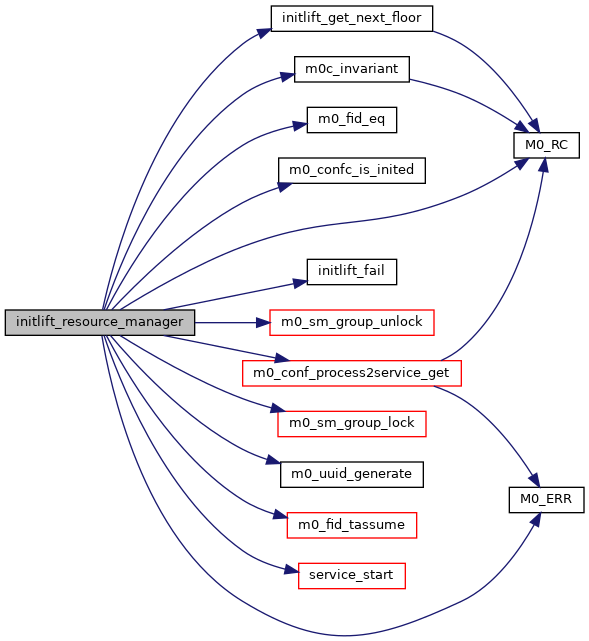 initlift_get_next_floor
m0c_invariant
m0_fid_eq
M0_RC
m0_confc_is_inited
initlift_fail
initlift_resource_manager
m0_sm_group_unlock
m0_conf_process2service_get
m0_sm_group_lock
m0_uuid_generate
M0_ERR
m0_fid_tassume
service_start